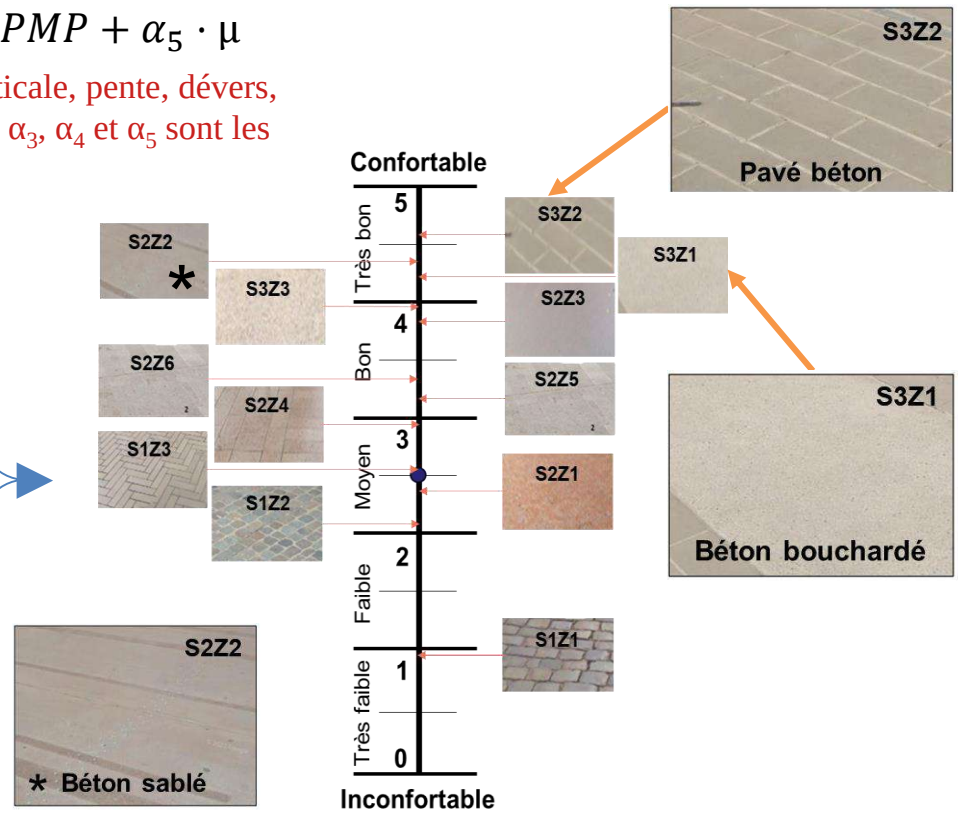 PMP + α₅ · μ
ticale, pente, dévers,
α₃, α₄ et α₅ sont les
S3Z2
Pavé béton
Confortable
5
Très bon
S2Z2
*
S3Z2
S3Z1
S3Z3
S2Z3
4
Bon
S2Z6
2
S2Z5
2
S2Z4
S3Z1
Béton bouchardé
3
Moyen
S1Z3
S2Z1
S1Z2
2
Faible
S1Z1
1
Très faible
0
Inconfortable
S2Z2
* Béton sablé